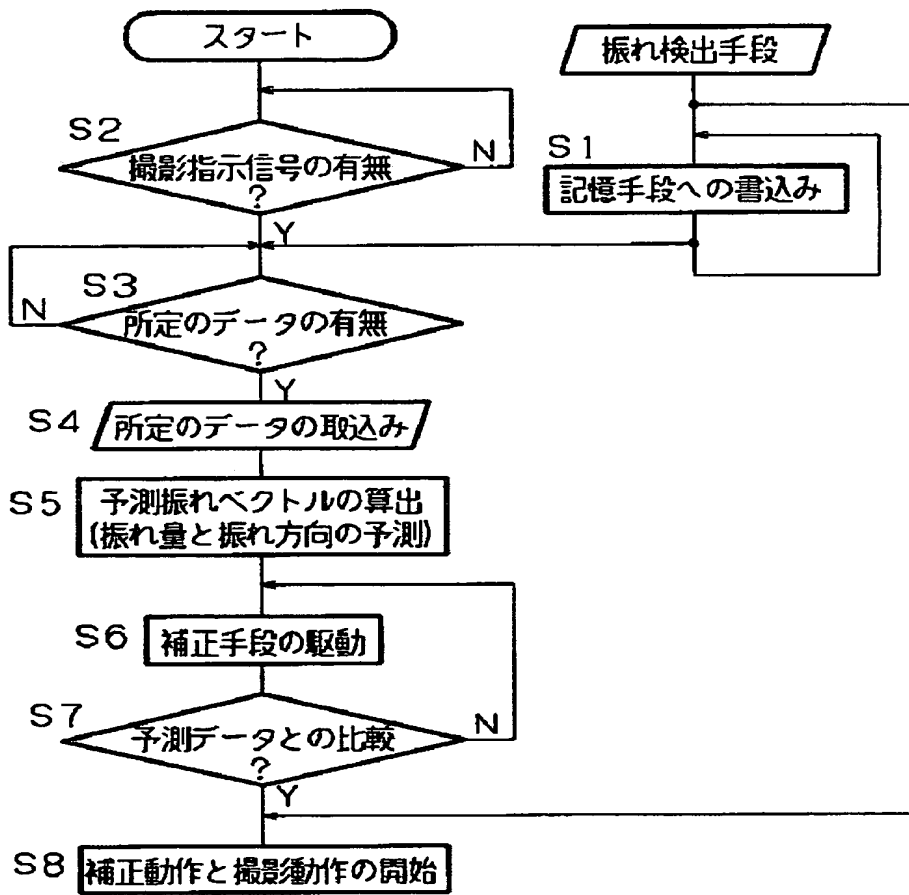 スタート
振れ検出手段
S2
撮影指示信号の有無
?
N
Y
S1
記憶手段への書込み
S3
所定のデータの有無
?
N
Y
S4
所定のデータの取込み
S5
予測振れベクトルの算出
(振れ量と振れ方向の予測)
S6
補正手段の駆動
S7
予測データとの比較
?
N
Y
S8
補正動作と撮影動作の開始